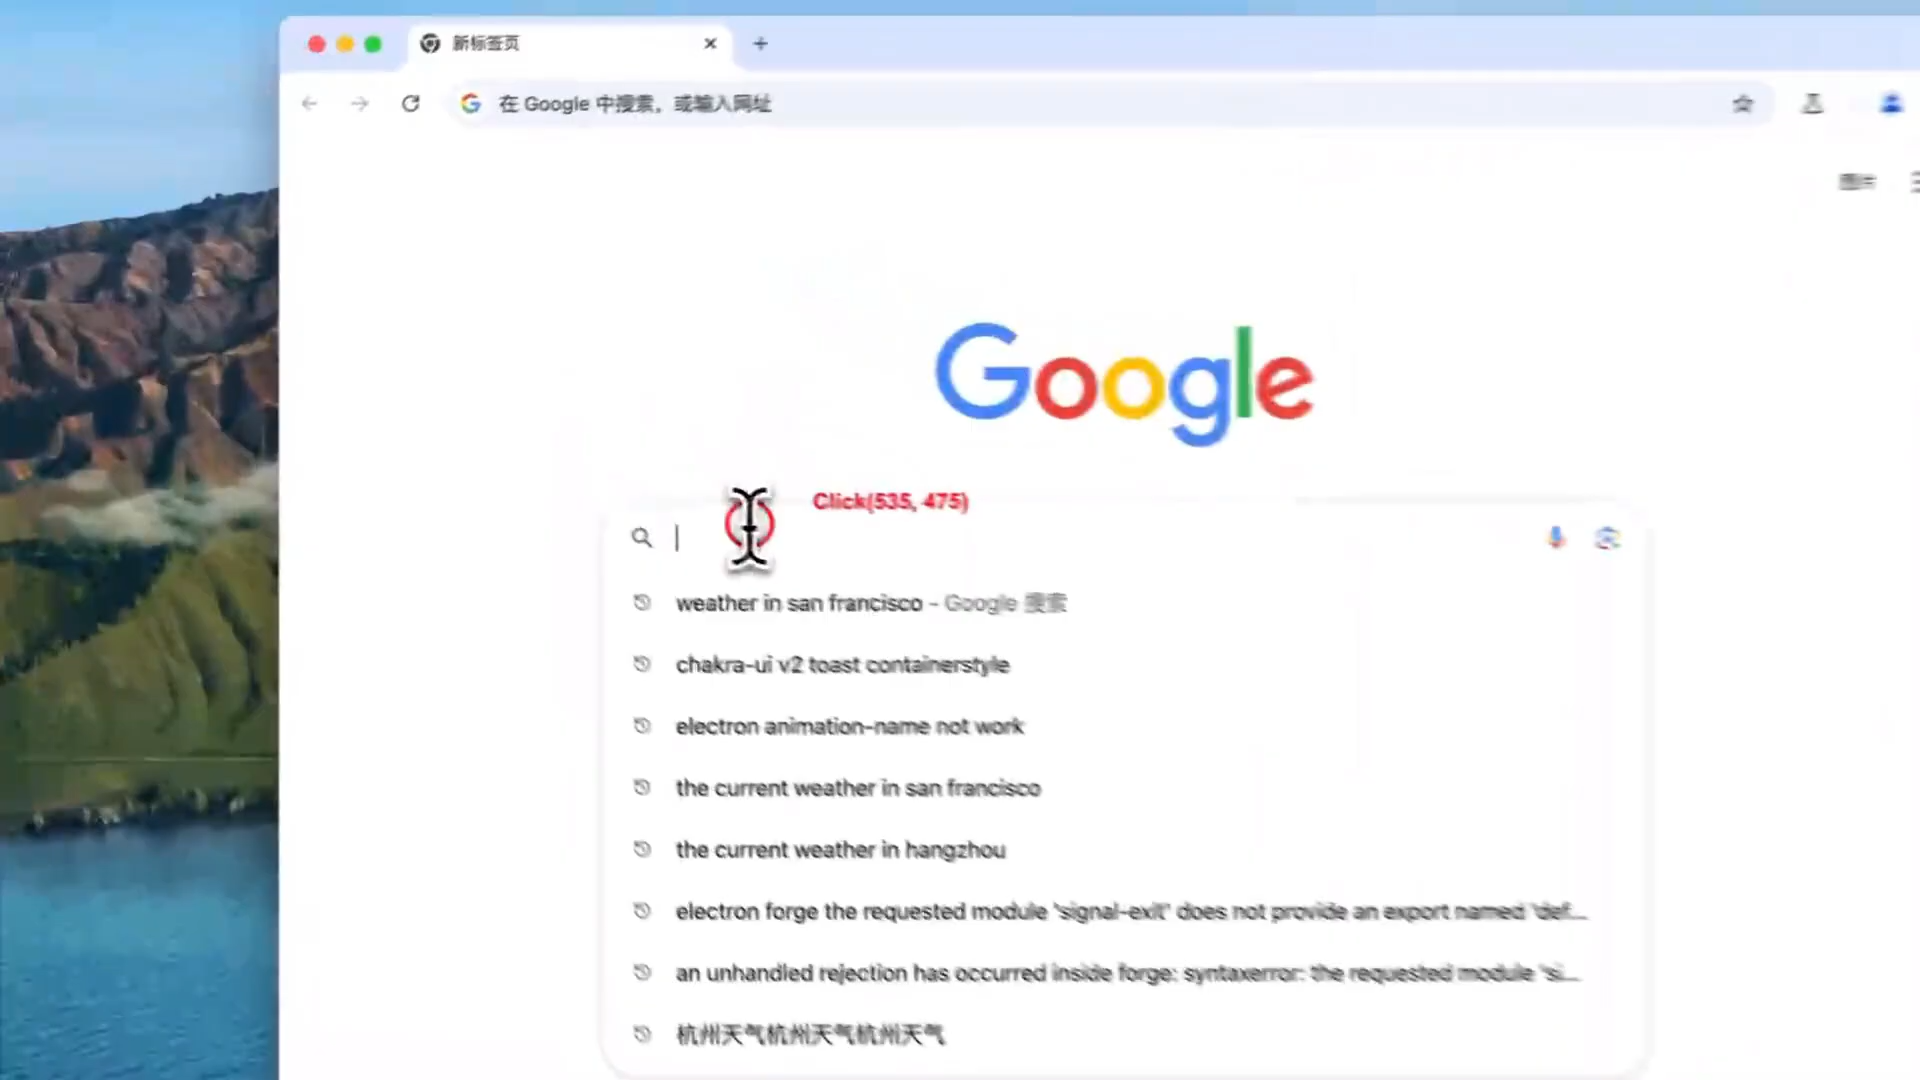 新标签页
在 Google 中搜索，或输入网址
图片
Google
Click(535, 475)
weather in san francisco - Google 搜索
chakra-ui v2 toast containerstyle
electron animation-name not work
the current weather in san francisco
the current weather in hangzhou
electron forge the requested module 'signal-exit' does not provide an export named 'def...
an unhandled rejection has occurred inside forge: syntaxerror: the requested module 'si...
杭州天气杭州天气杭州天气